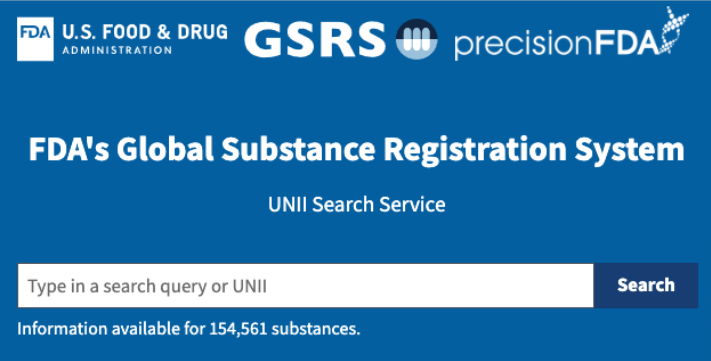 FDA U.S. FOOD & DRUG ADMINISTRATION GSRS precisionFDA
FDA's Global Substance Registration System
UNII Search Service
Type in a search query or UNII Search
Information available for 154,561 substances.